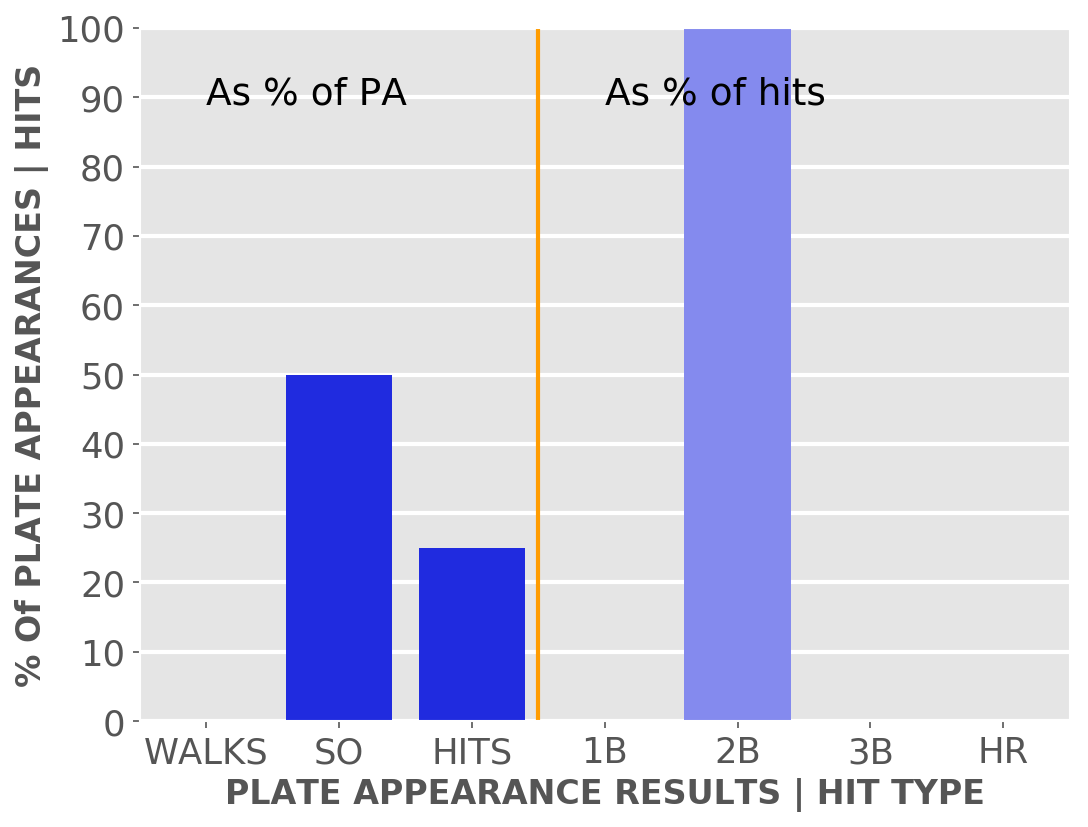 % Of PLATE APPEARANCES | HITS
100
90
80
70
60
50
40
30
20
10
0
As % of PA
As % of hits
WALKS SO HITS 1B 2B 3B HR
PLATE APPEARANCE RESULTS | HIT TYPE